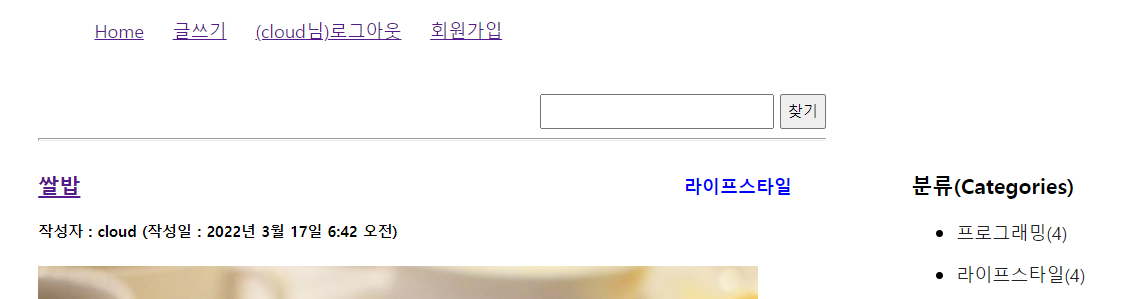 Home 글쓰기 (cloud님)로그아웃 회원가입
찾기
쌀밥 라이프스타일
작성자 : cloud (작성일 : 2022년 3월 17일 6:42 오전)
분류(Categories)
프로그래밍(4)
라이프스타일(4)